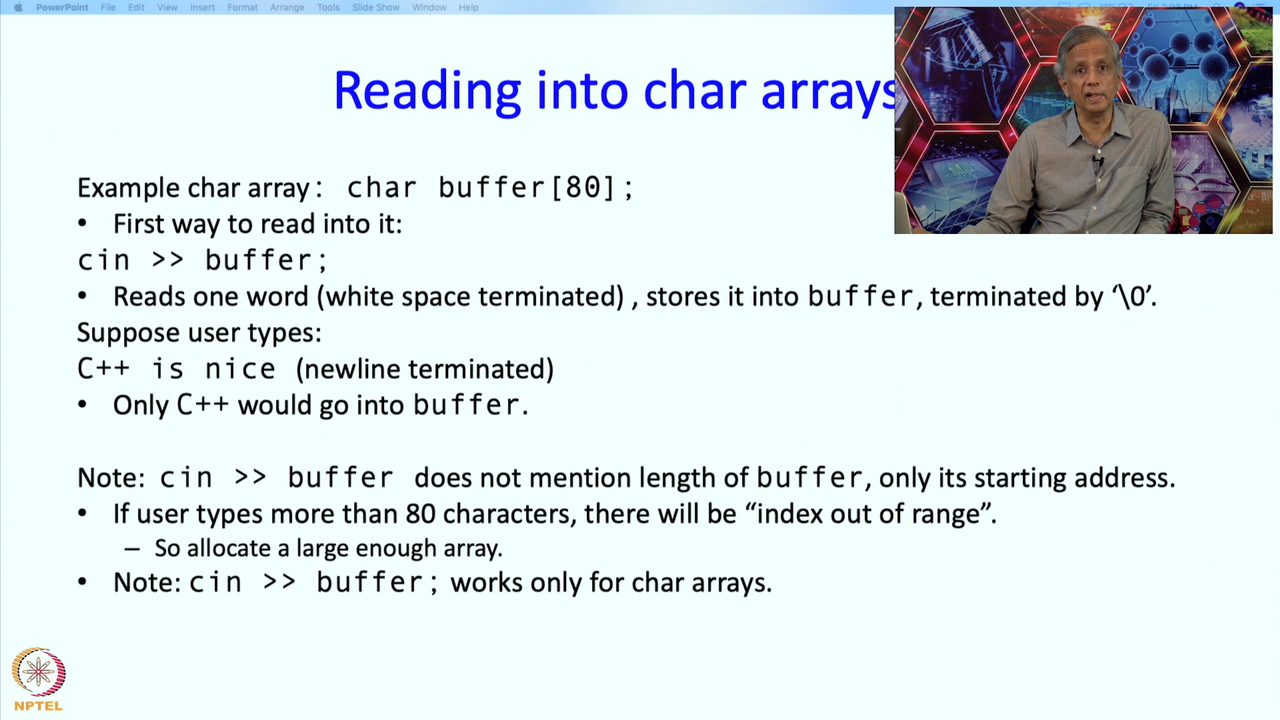 PowerPoint File Edit View Insert Format Arrange Tools Slide Show Window Help
Reading into char arrays
Example char array: char buffer[80];
• First way to read into it:
cin >> buffer;
• Reads one word (white space terminated) , stores it into buffer, terminated by ‘\0’.
Suppose user types:
C++ is nice (newline terminated)
• Only C++ would go into buffer.
Note: cin >> buffer does not mention length of buffer, only its starting address.
• If user types more than 80 characters, there will be “index out of range”.
– So allocate a large enough array.
• Note: cin >> buffer; works only for char arrays.
NPTEL